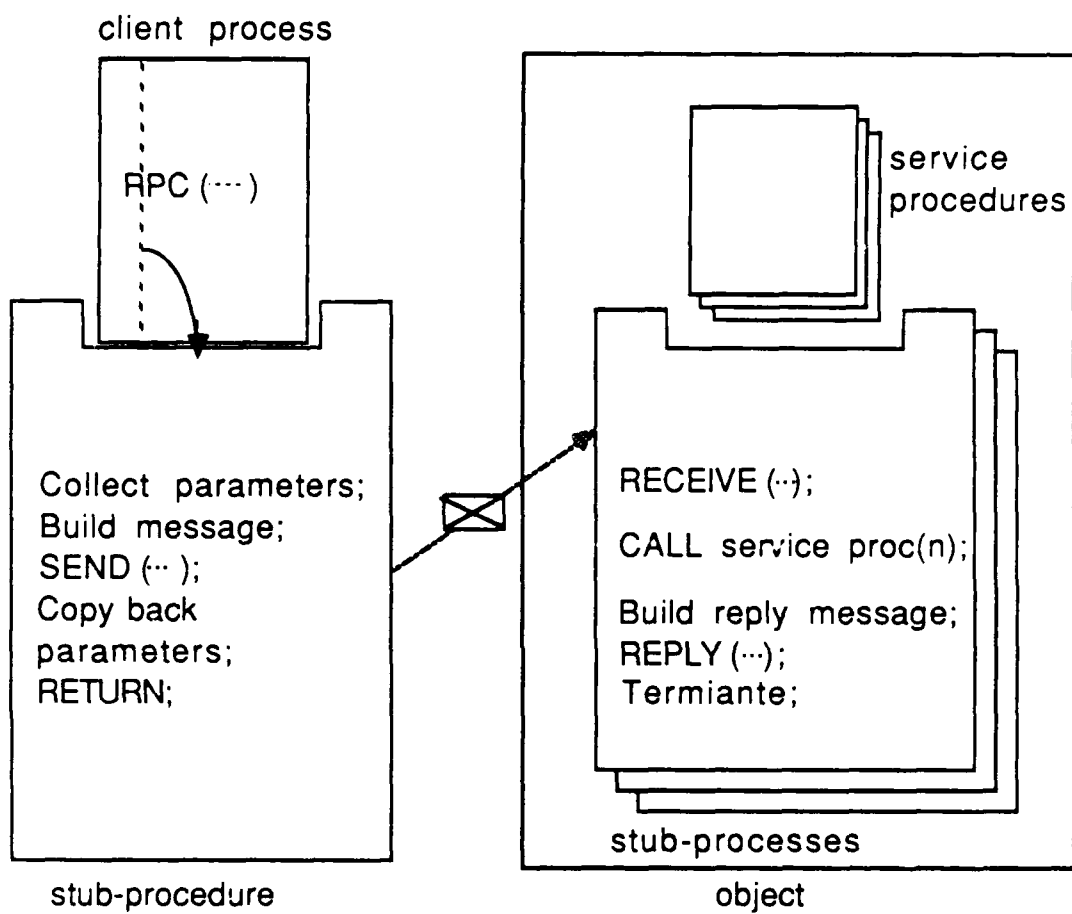 client process
RPC (····)
Collect parameters;
Build message;
SEND (··· );
Copy back
parameters;
RETURN;
stub-procedure
service
procedures
RECEIVE (··);
CALL service proc(n);
Build reply message;
REPLY (···);
Termiante;
stub-processes
object